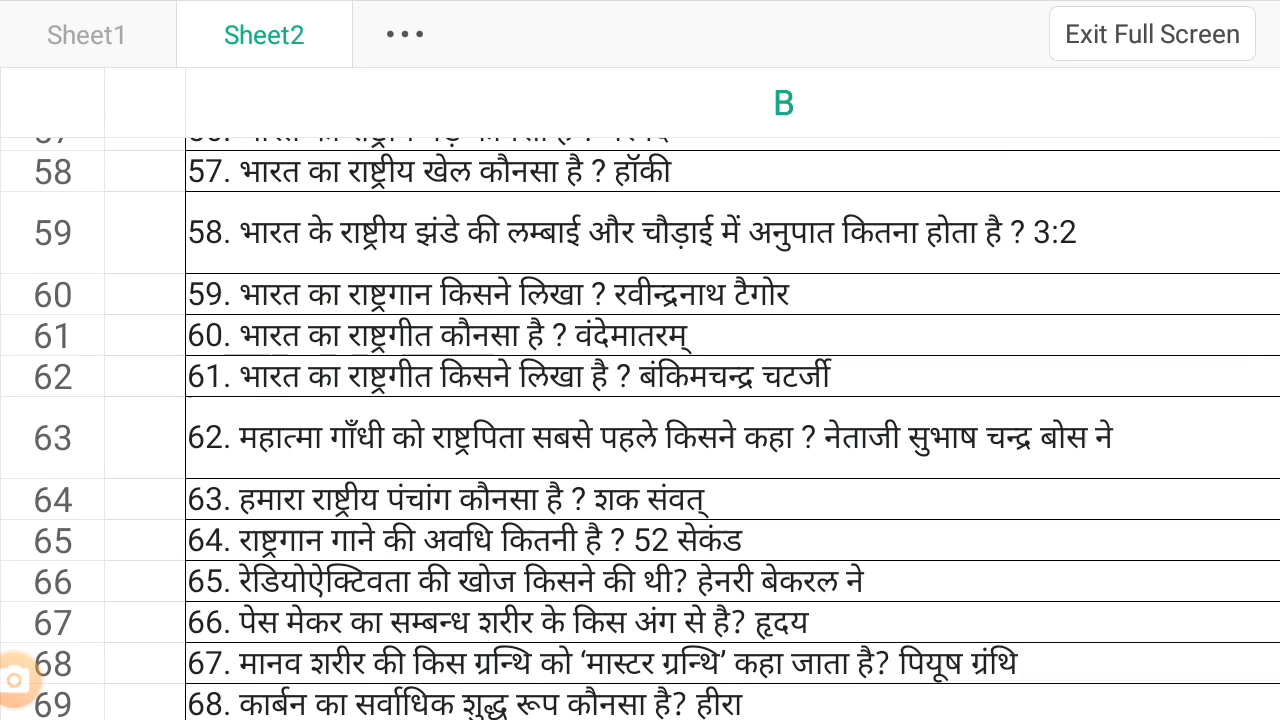 Sheet1 Sheet2 ••• Exit Full Screen
B
58 57. भारत का राष्ट्रीय खेल कौनसा है ? हॉकी
59 58. भारत के राष्ट्रीय झंडे की लम्बाई और चौड़ाई में अनुपात कितना होता है ? 3:2
60 59. भारत का राष्ट्रगान किसने लिखा ? रवीन्द्रनाथ टैगोर
61 60. भारत का राष्ट्रगीत कौनसा है ? वंदेमातरम्
62 61. भारत का राष्ट्रगीत किसने लिखा है ? बंकिमचन्द्र चटर्जी
63 62. महात्मा गाँधी को राष्ट्रपिता सबसे पहले किसने कहा ? नेताजी सुभाष चन्द्र बोस ने
64 63. हमारा राष्ट्रीय पंचांग कौनसा है ? शक संवत्
65 64. राष्ट्रगान गाने की अवधि कितनी है ? 52 सेकंड
66 65. रेडियोऐक्टिवता की खोज किसने की थी? हेनरी बेकरल ने
67 66. पेस मेकर का सम्बन्ध शरीर के किस अंग से है? हृदय
68 67. मानव शरीर की किस ग्रन्थि को ‘मास्टर ग्रन्थि’ कहा जाता है? पियूष ग्रंथि
69 68. कार्बन का सर्वाधिक शुद्ध रूप कौनसा है? हीरा